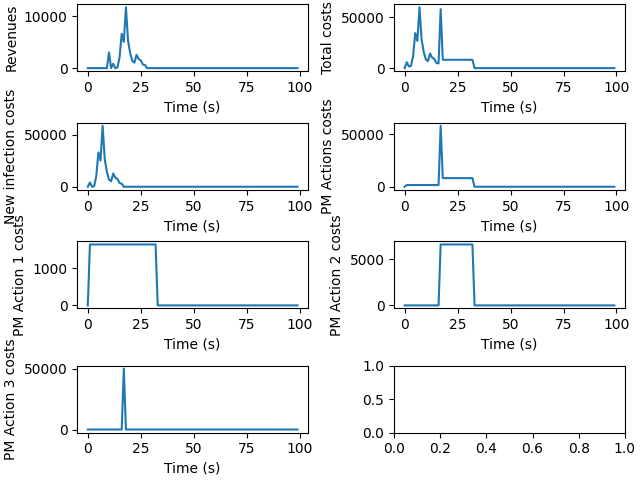 Revenues
10000
0
0 25 50 75 100
Time (s)
Total costs
50000
0
0 25 50 75 100
Time (s)
New infection costs
50000
0
0 25 50 75 100
Time (s)
PM Actions costs
50000
0
0 25 50 75 100
Time (s)
PM Action 1 costs
1000
0
0 25 50 75 100
Time (s)
PM Action 2 costs
5000
0
0 25 50 75 100
Time (s)
PM Action 3 costs
50000
0
0 25 50 75 100
Time (s)
1.0
0.5
0.0
0.0 0.2 0.4 0.6 0.8 1.0